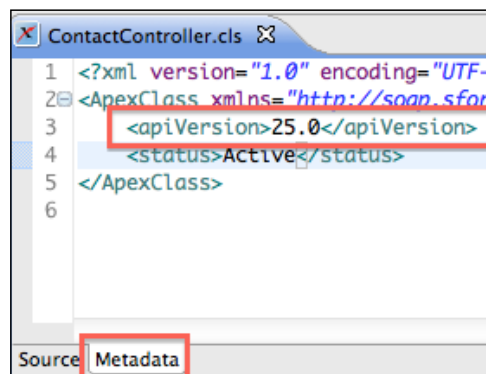 ContactController.cls
1 <?xml version="1.0" encoding="UTF-
2 <ApexClass xmlns="http://soap.sfor
3 <apiVersion>25.0</apiVersion>
4 <status>Active</status>
5 </ApexClass>
6
Source Metadata